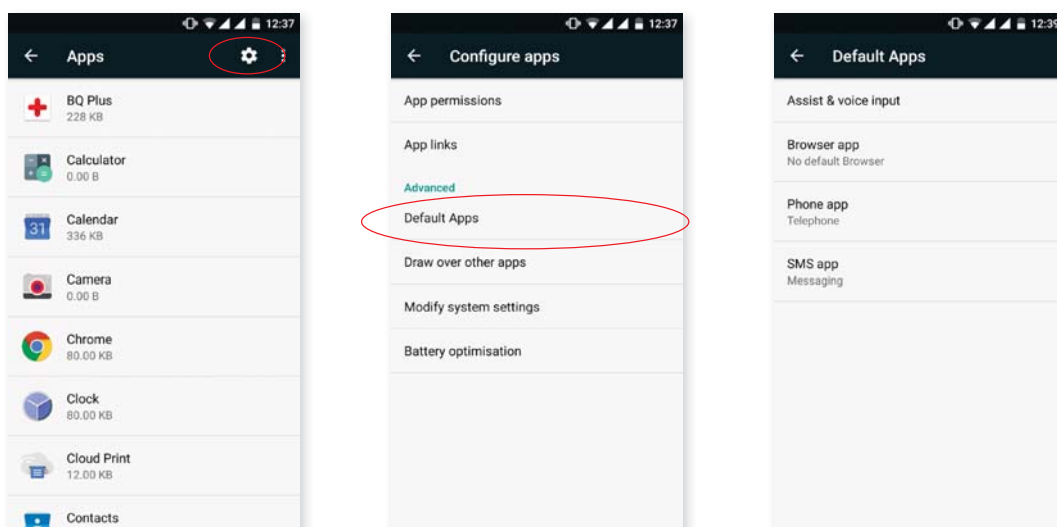 12:37
Apps
BQ Plus
228 KB
Calculator
0.00 B
31
Calendar
336 KB
Camera
0.00 B
Chrome
80.00 KB
Clock
80.00 KB
Cloud Print
12.00 KB
Contacts
12:37
Configure apps
App permissions
App links
Advanced
Default Apps
Draw over other apps
Modify system settings
Battery optimisation
12:39
Default Apps
Assist & voice input
Browser app
No default Browser
Phone app
Telephone
SMS app
Messaging